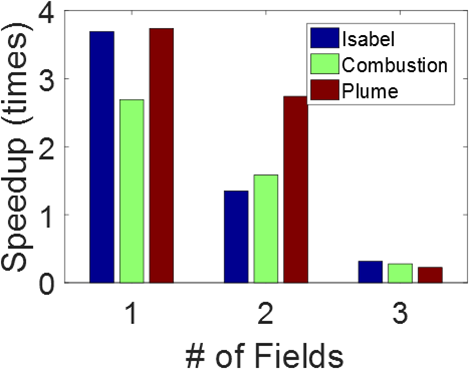 4
3
2
1
0
Speedup (times)
Isabel
Combustion
Plume
1 2 3
# of Fields